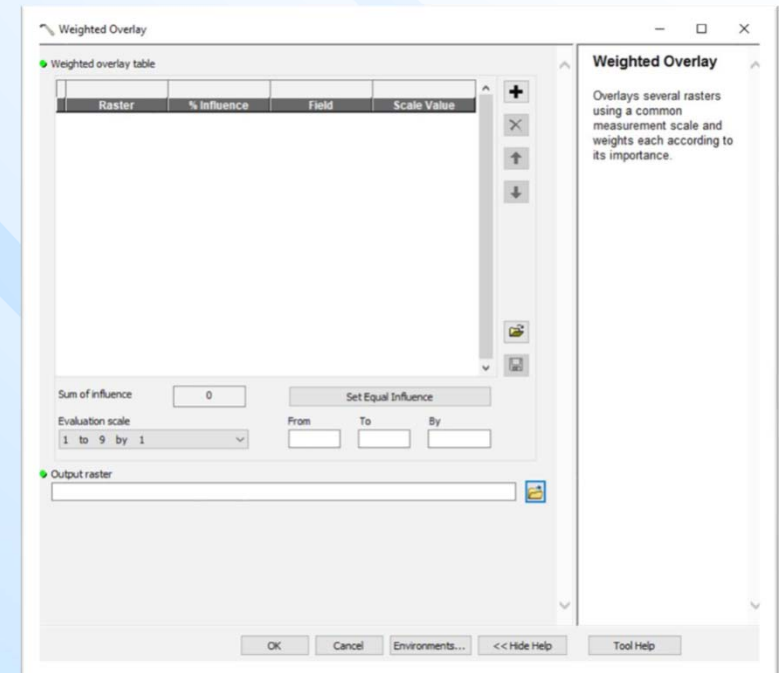 Weighted Overlay
Weighted overlay table
Raster % Influence Field Scale Value
Sum of influence 0 Set Equal Influence
Evaluation scale From To By
1 to 9 by 1
Output raster
OK Cancel Environments... << Hide Help Tool Help
Weighted Overlay
Overlays several rasters
using a common
measurement scale and
weights each according to
its importance.